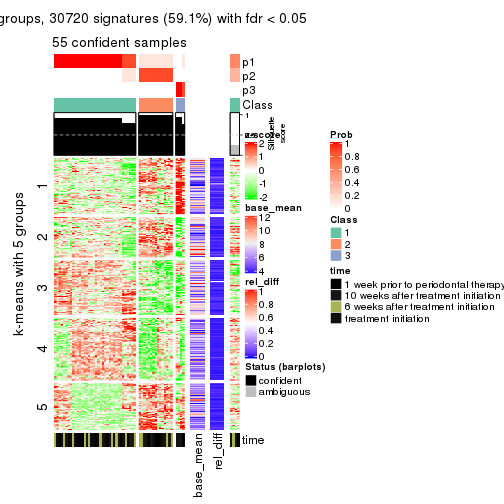 groups, 30720 signatures (59.1%) with fdr < 0.05
55 confident samples
p1
p2
p3
Class
1
Silhouette
score
k-means with 5 groups
1
2
3
4
5
time
base_mean
rel_diff
z-score
2
1
0
-1
-2
base_mean
12
10
8
6
4
rel_diff
1
0.8
0.6
0.4
0.2
0
Status (barplots)
confident
ambiguous
Prob
1
0.8
0.6
0.4
0.2
0
Class
1
2
3
time
1 week prior to periodontal therapy
10 weeks after treatment initiation
6 weeks after treatment initiation
treatment initiation